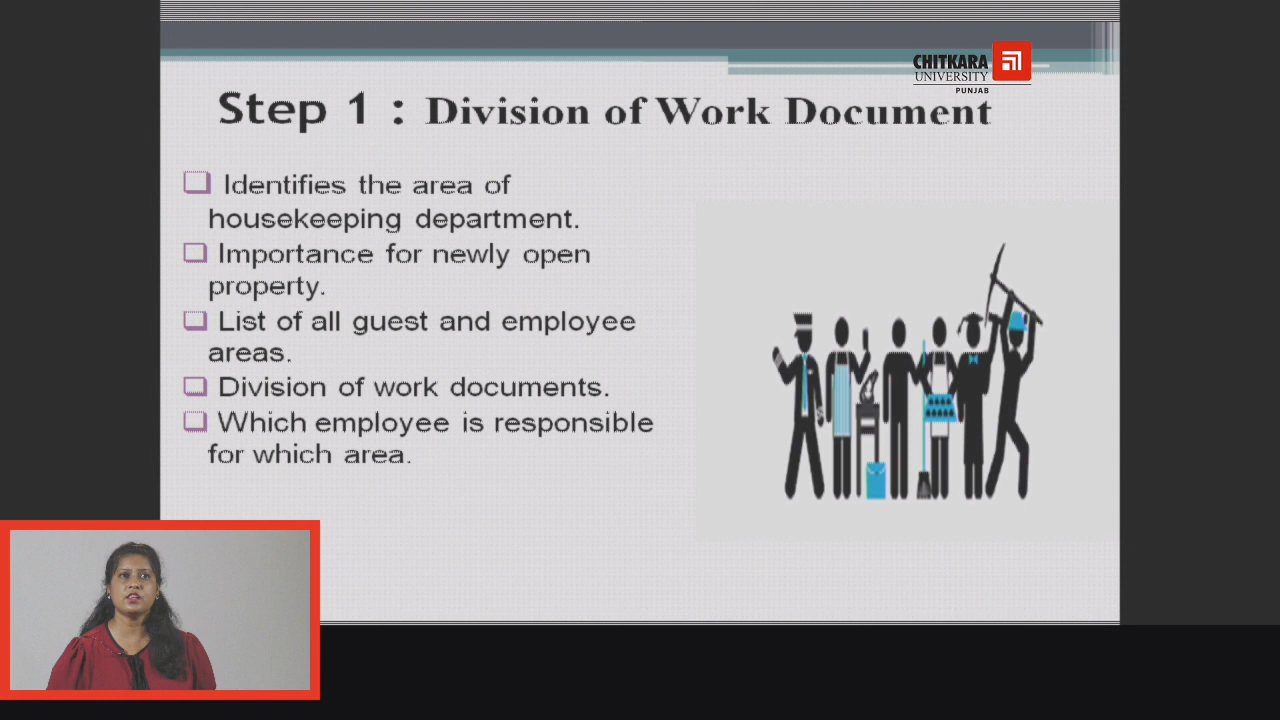 CHITKARA
UNIVERSITY
PUNJAB
Step 1 : Division of Work Document
Identifies the area of
housekeeping department.
Importance for newly open
property.
List of all guest and employee
areas.
Division of work documents.
Which employee is responsible
for which area.